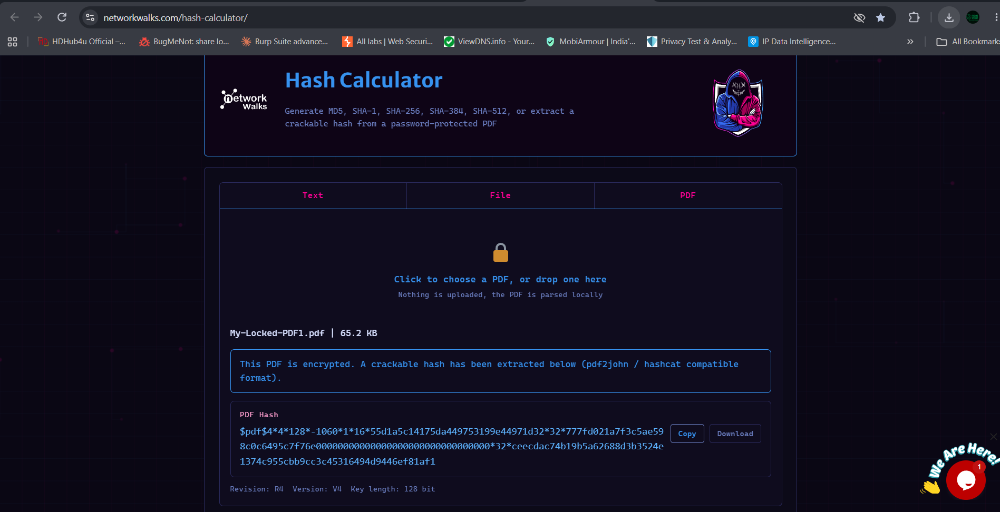 networkwalks.com/hash-calculator/
HDHub4u Official –...
BugMeNot: share lo...
Burp Suite advance...
All labs | Web Securi...
ViewDNS.info - Your...
MobiArmour | India'...
Privacy Test & Analy...
IP Data Intelligence...
»
All Bookmarks
network
Walks
Hash Calculator
Generate MD5, SHA-1, SHA-256, SHA-384, SHA-512, or extract a
crackable hash from a password-protected PDF
Text
File
PDF
Click to choose a PDF, or drop one here
Nothing is uploaded, the PDF is parsed locally
My-Locked-PDF1.pdf | 65.2 KB
This PDF is encrypted. A crackable hash has been extracted below (pdf2john / hashcat compatible
format).
PDF Hash
$pdf$4*4*128*-1060*1*16*55d1a5c14175da449753199e44971d32*32*777fd021a7f3c5ae59
8c0c6495c7f76e00000000000000000000000000000000*32*ceecdac74b19b5a62688d3b3524e
1374c955cbb9cc3c45316494d9446ef81af1
Copy
Download
Revision: R4 Version: V4 Key length: 128 bit
We Are Here!
1